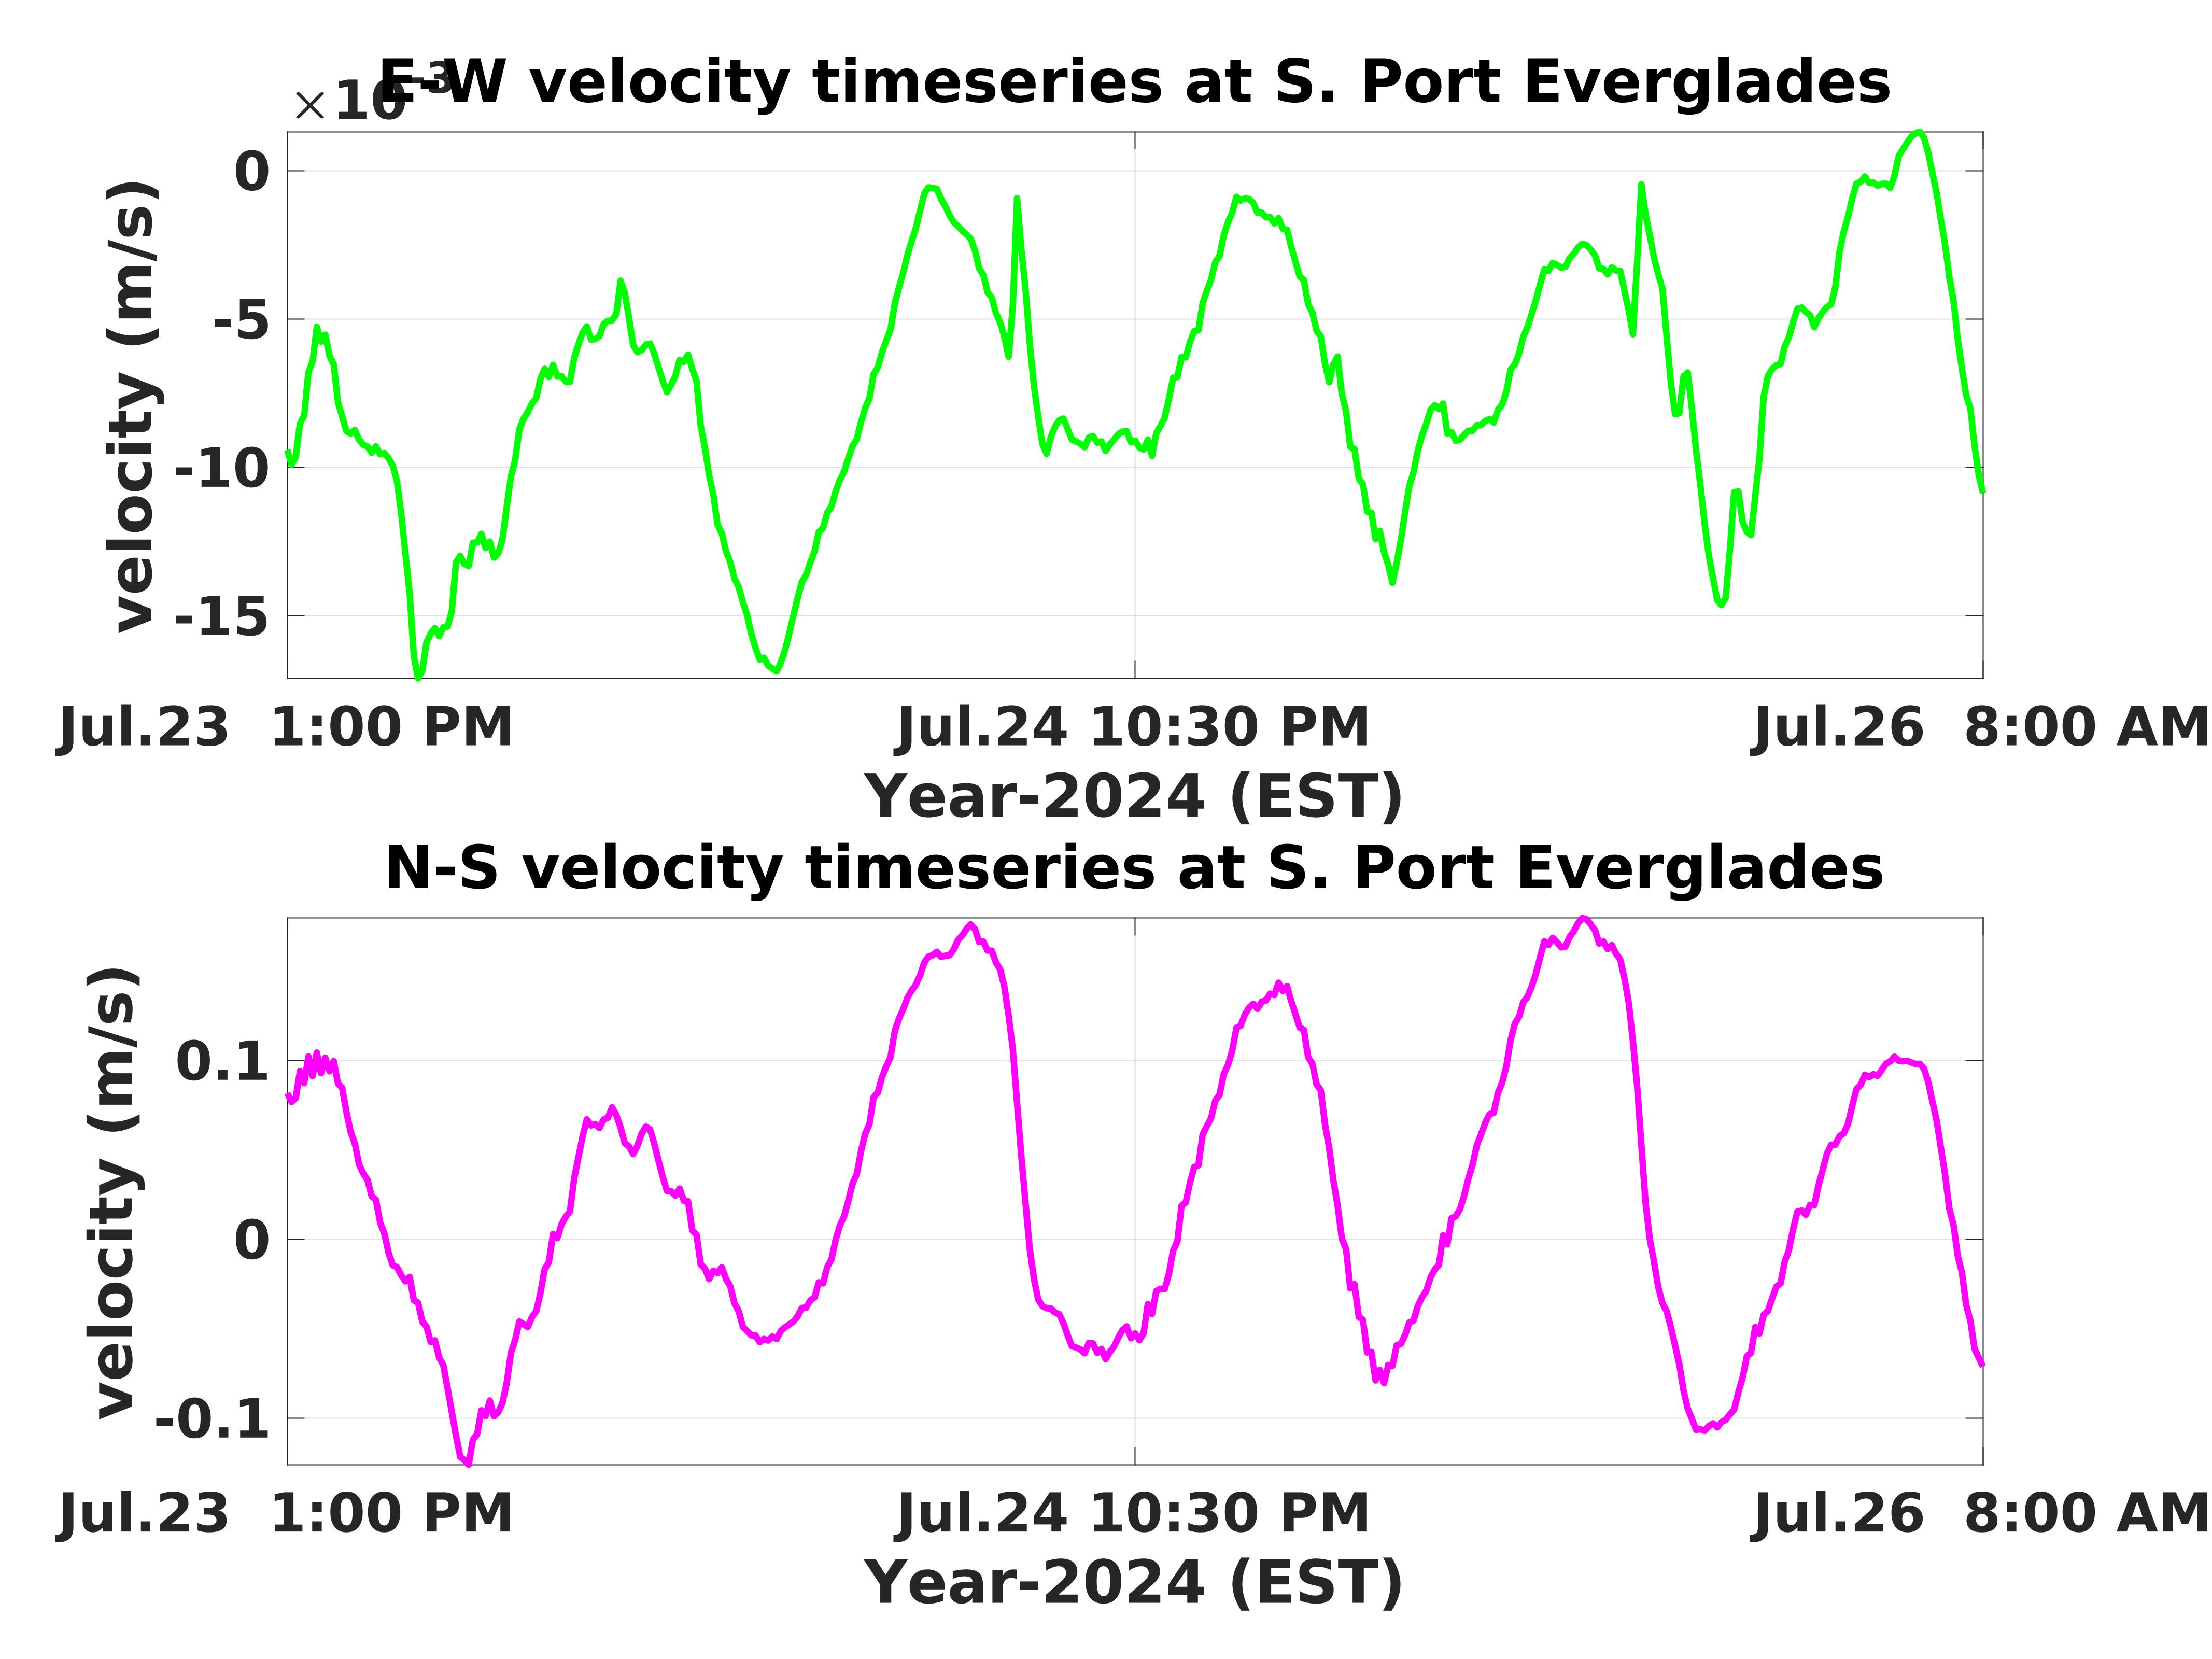 E-W velocity timeseries at S. Port Everglades
×10-3
velocity (m/s)
0
-5
-10
-15
Jul.23  1:00 PM
Jul.24 10:30 PM
Jul.26  8:00 AM
Year-2024 (EST)
N-S velocity timeseries at S. Port Everglades
velocity (m/s)
0.1
0
-0.1
Jul.23  1:00 PM
Jul.24 10:30 PM
Jul.26  8:00 AM
Year-2024 (EST)